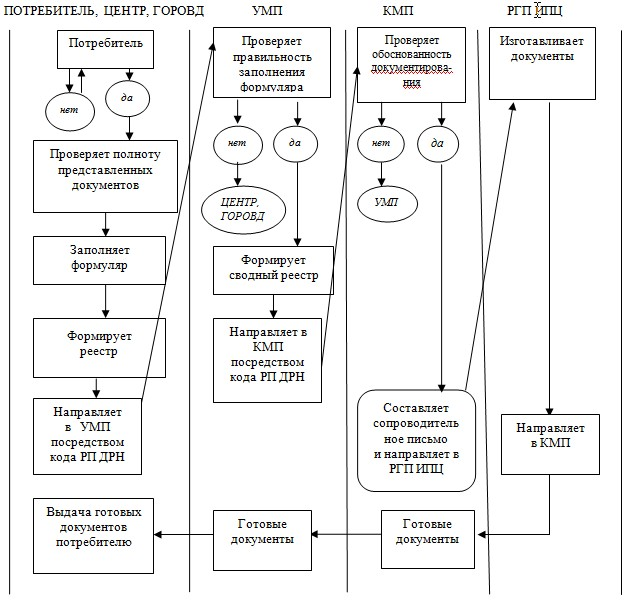 ПОТРЕБИТЕЛЬ, ЦЕНТР, ГОРОВД
УМП
КМП
РГП ИПЦ
Потребитель
нет
да
Проверяет полноту
представленных
документов
Заполняет
формуляр
Формирует
реестр
Направляет
в УМП
посредством
кода РП ДРН
Выдача готовых
документов
потребителю
Проверяет
правильность
заполнения
формуляра
нет
да
ЦЕНТР,
ГОРОВД
Формирует
сводный реестр
Направляет в
КМП
посредством
кода РП ДРН
Готовые
документы
Проверяет
обоснованность
документирова-
ния
нет
да
УМП
Составляет
сопроводитель
ное письмо
и направляет в
РГП ИПЦ
Готовые
документы
Изготавливает
документы
Направляет
в КМП